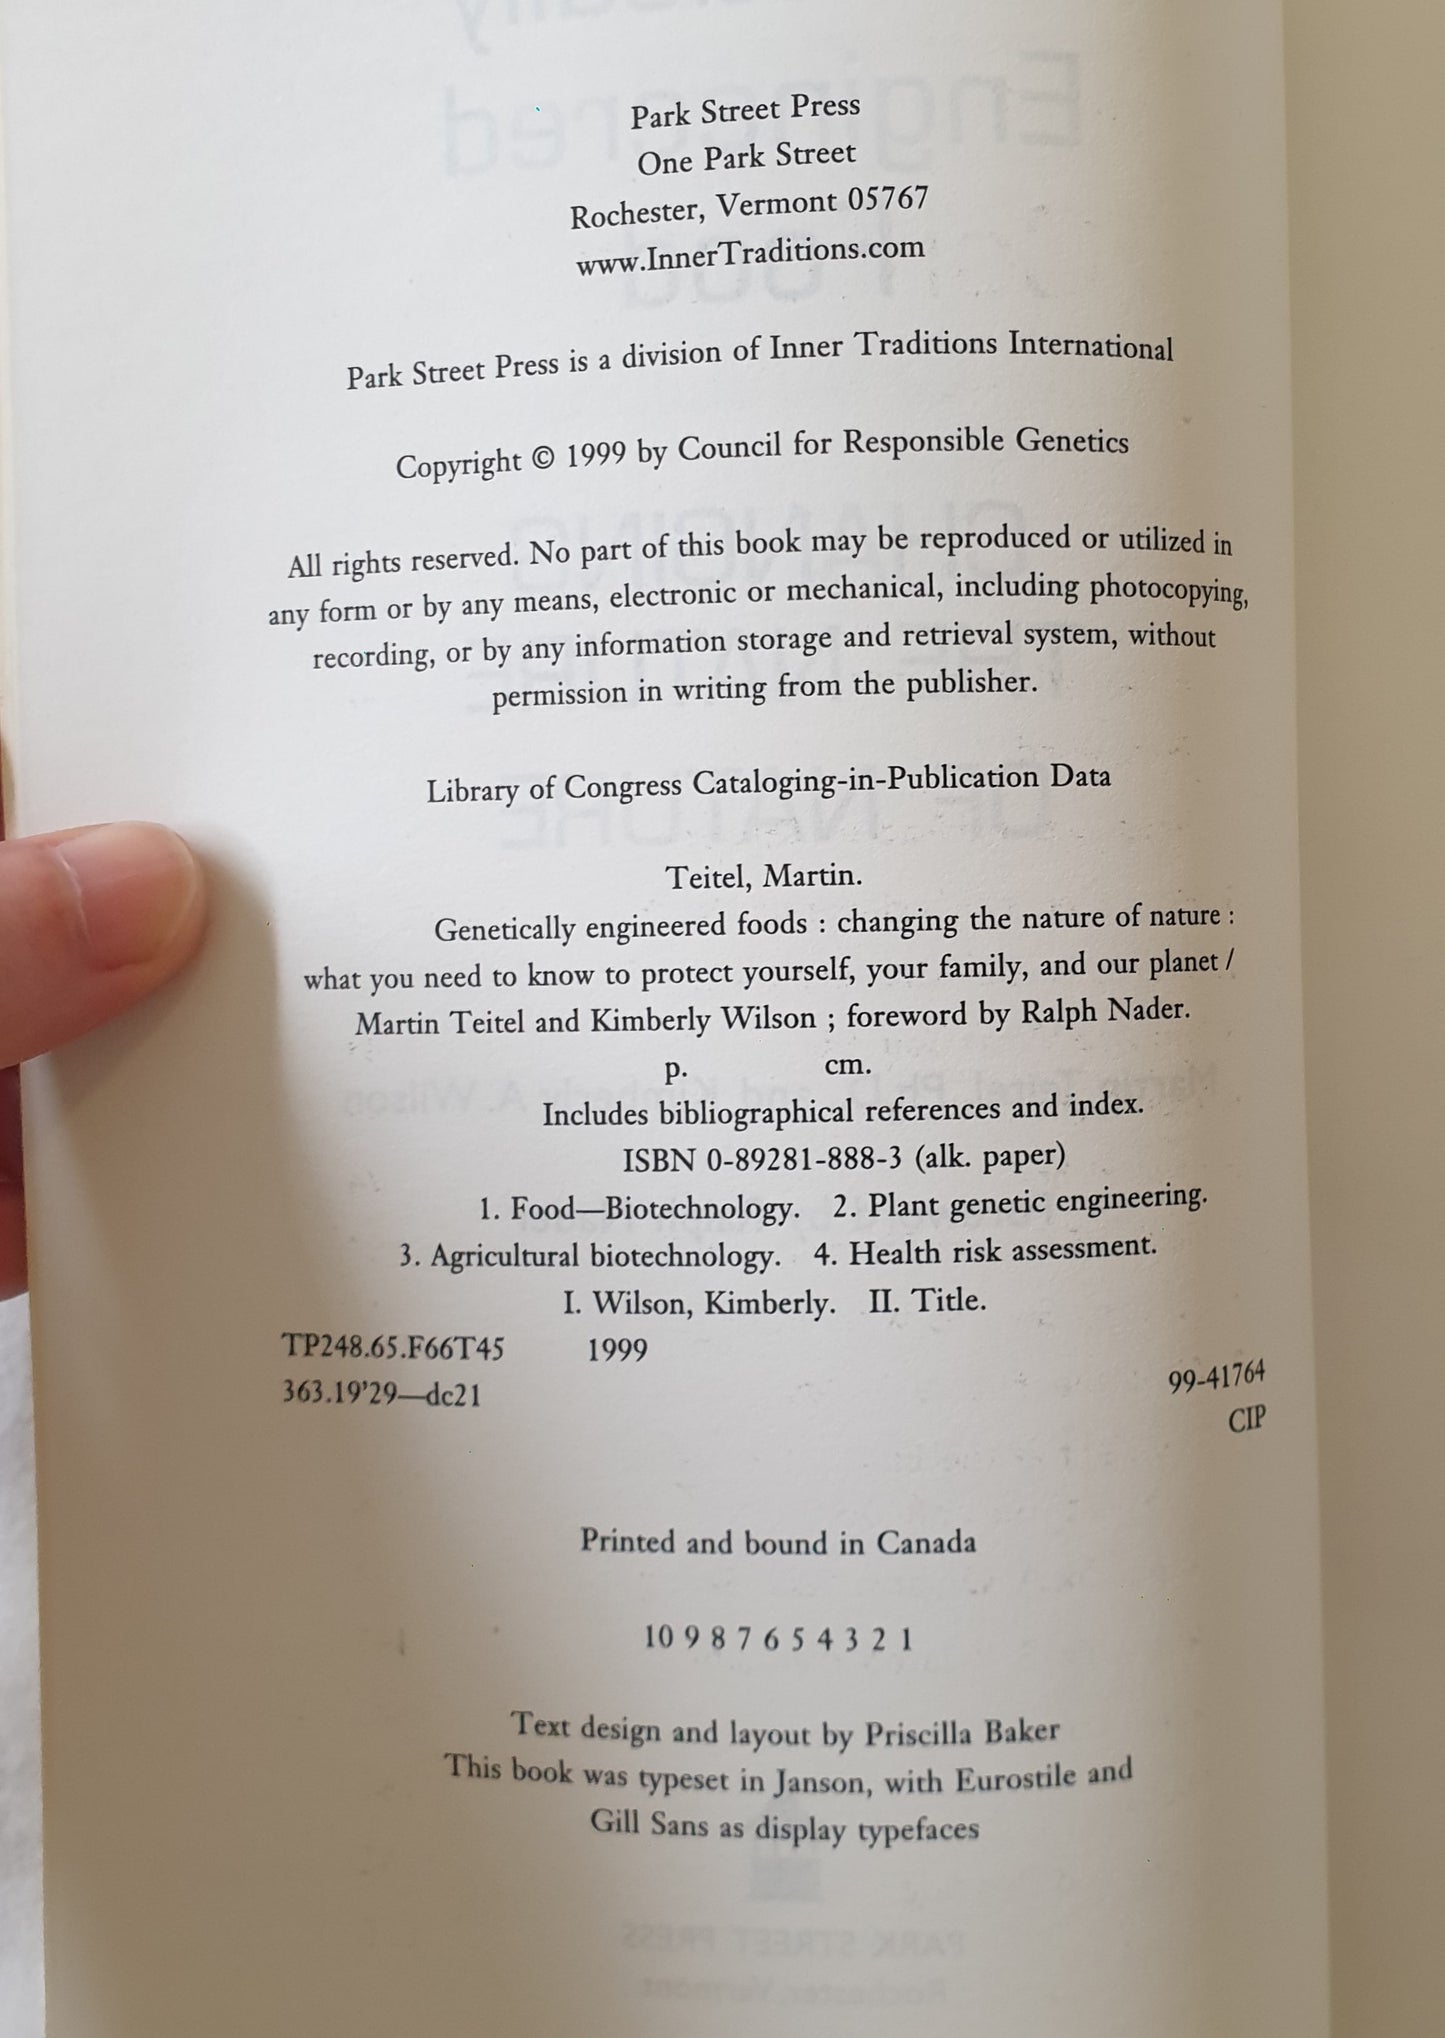 Park Street Press
One Park Street
Rochester, Vermont 05767
www.InnerTraditions.com
Park Street Press is a division of Inner Traditions International
Copyright © 1999 by Council for Responsible Genetics
All rights reserved. No part of this book may be reproduced or utilized in
any form or by any means, electronic or mechanical, including photocopying,
recording, or by any information storage and retrieval system, without
permission in writing from the publisher.
Library of Congress Cataloging-in-Publication Data
Teitel, Martin.
Genetically engineered foods : changing the nature of nature :
what you need to know to protect yourself, your family, and our planet /
Martin Teitel and Kimberly Wilson ; foreword by Ralph Nader.
p. cm.
Includes bibliographical references and index.
ISBN 0-89281-888-3 (alk. paper)
1. Food—Biotechnology. 2. Plant genetic engineering.
3. Agricultural biotechnology. 4. Health risk assessment.
I. Wilson, Kimberly. II. Title.
TP248.65.F66T45 1999
363.19'29—dc21 99-41764
CIP
Printed and bound in Canada
10 9 8 7 6 5 4 3 2 1
Text design and layout by Priscilla Baker
This book was typeset in Janson, with Eurostile and
Gill Sans as display typefaces